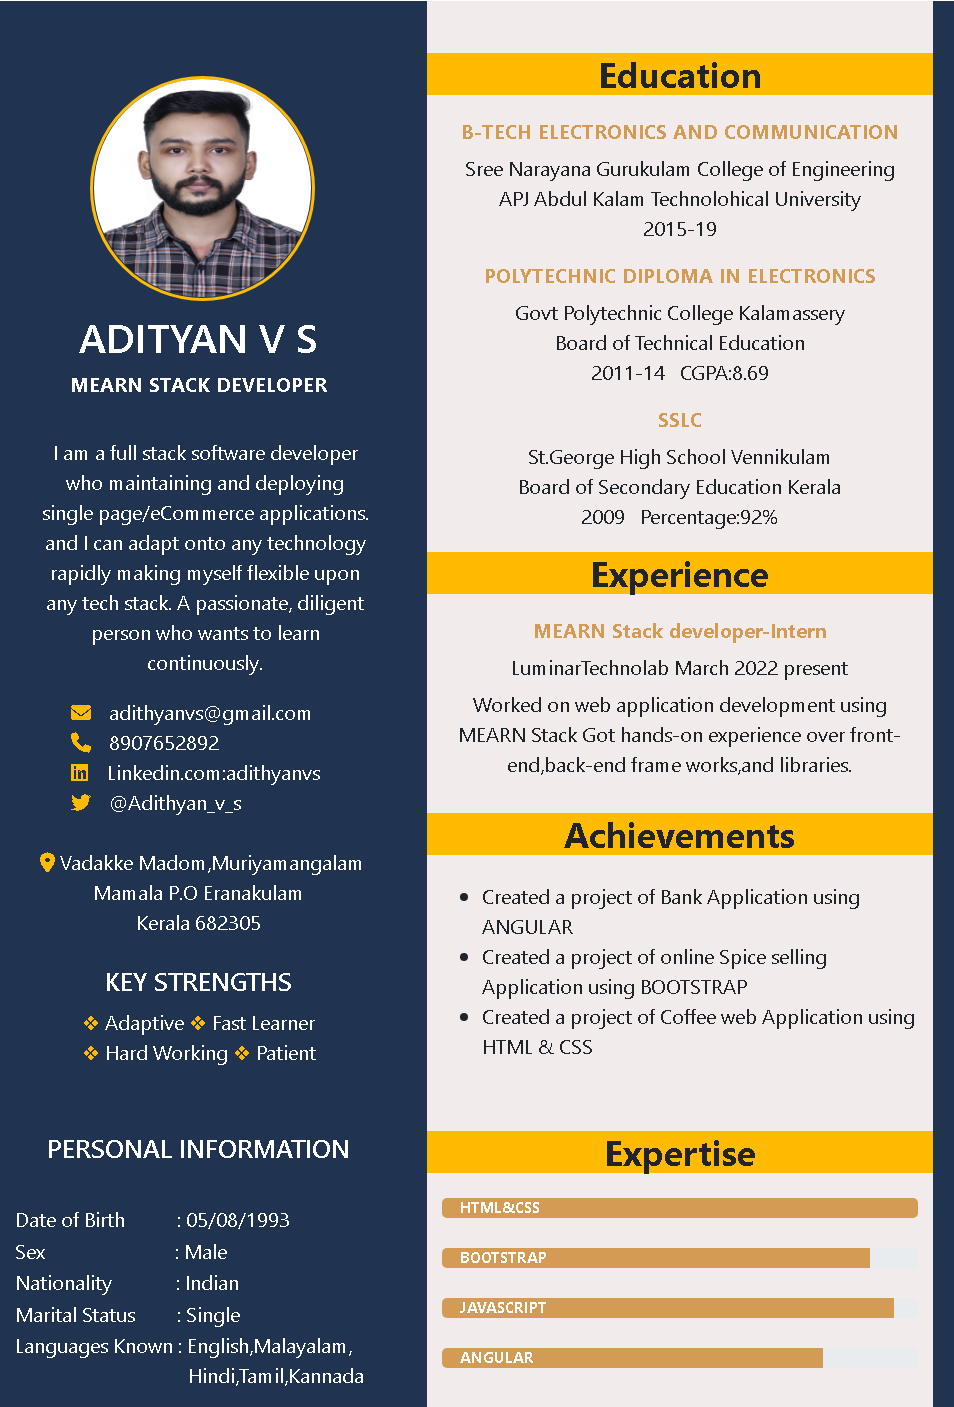 ADITYAN V S
MEARN STACK DEVELOPER
I am a full stack software developer
who maintaining and deploying
single page/eCommerce applications.
and I can adapt onto any technology
rapidly making myself flexible upon
any tech stack. A passionate, diligent
person who wants to learn
continuously.
adithyanvs@gmail.com
8907652892
Linkedin.com:adithyanvs
@Adithyan_v_s
Vadakke Madom,Muriyamangalam
Mamala P.O Eranakulam
Kerala 682305
KEY STRENGTHS
❖ Adaptive ❖ Fast Learner
❖ Hard Working ❖ Patient
PERSONAL INFORMATION
Date of Birth : 05/08/1993
Sex : Male
Nationality : Indian
Marital Status : Single
Languages Known : English,Malayalam,
Hindi,Tamil,Kannada
Education
B-TECH ELECTRONICS AND COMMUNICATION
Sree Narayana Gurukulam College of Engineering
APJ Abdul Kalam Technolohical University
2015-19
POLYTECHNIC DIPLOMA IN ELECTRONICS
Govt Polytechnic College Kalamassery
Board of Technical Education
2011-14 CGPA:8.69
SSLC
St.George High School Vennikulam
Board of Secondary Education Kerala
2009 Percentage:92%
Experience
MEARN Stack developer-Intern
LuminarTechnolab March 2022 present
Worked on web application development using
MEARN Stack Got hands-on experience over front-
end,back-end frame works,and libraries.
Achievements
• Created a project of Bank Application using
ANGULAR
• Created a project of online Spice selling
Application using BOOTSTRAP
• Created a project of Coffee web Application using
HTML & CSS
Expertise
HTML&CSS
BOOTSTRAP
JAVASCRIPT
ANGULAR